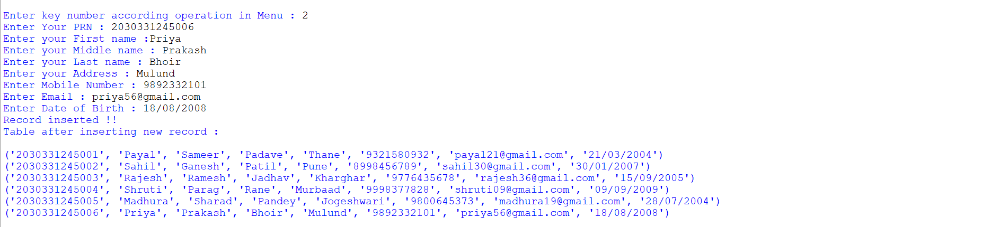 Enter key number according operation in Menu : 2
Enter Your PRN : 2030331245006
Enter your First name :Priya
Enter your Middle name : Prakash
Enter your Last name : Bhoir
Enter your Address : Mulund
Enter Mobile Number : 9892332101
Enter Email : priya56@gmail.com
Enter Date of Birth : 18/08/2008
Record inserted !!
Table after inserting new record :
('2030331245001', 'Payal', 'Sameer', 'Padave', 'Thane', '9321580932', 'payal21@gmail.com', '21/03/2004')
('2030331245002', 'Sahil', 'Ganesh', 'Patil', 'Pune', '8998456789', 'sahil30@gmail.com', '30/01/2007')
('2030331245003', 'Rajesh', 'Ramesh', 'Jadhav', 'Kharghar', '9776435678', 'rajesh36@gmail.com', '15/09/2005')
('2030331245004', 'Shruti', 'Parag', 'Rane', 'Murbaad', '9998377828', 'shruti09@gmail.com', '09/09/2009')
('2030331245005', 'Madhura', 'Sharad', 'Pandey', 'Jogeshwari', '9800645373', 'madhura19@gmail.com', '28/07/2004')
('2030331245006', 'Priya', 'Prakash', 'Bhoir', 'Mulund', '9892332101', 'priya56@gmail.com', '18/08/2008')